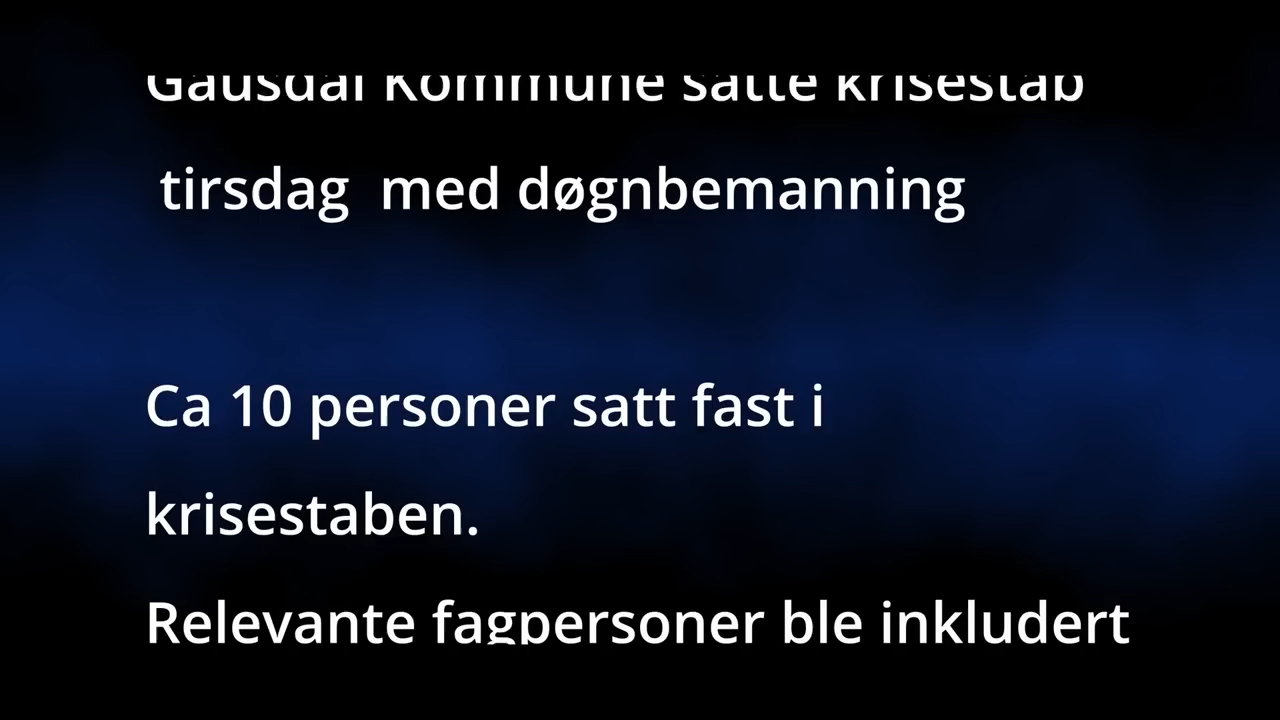 Gausdal Kommune satte krisestab
tirsdag  med døgnbemanning
Ca 10 personer satt fast i
krisestaben.
Relevante fagpersoner ble inkludert